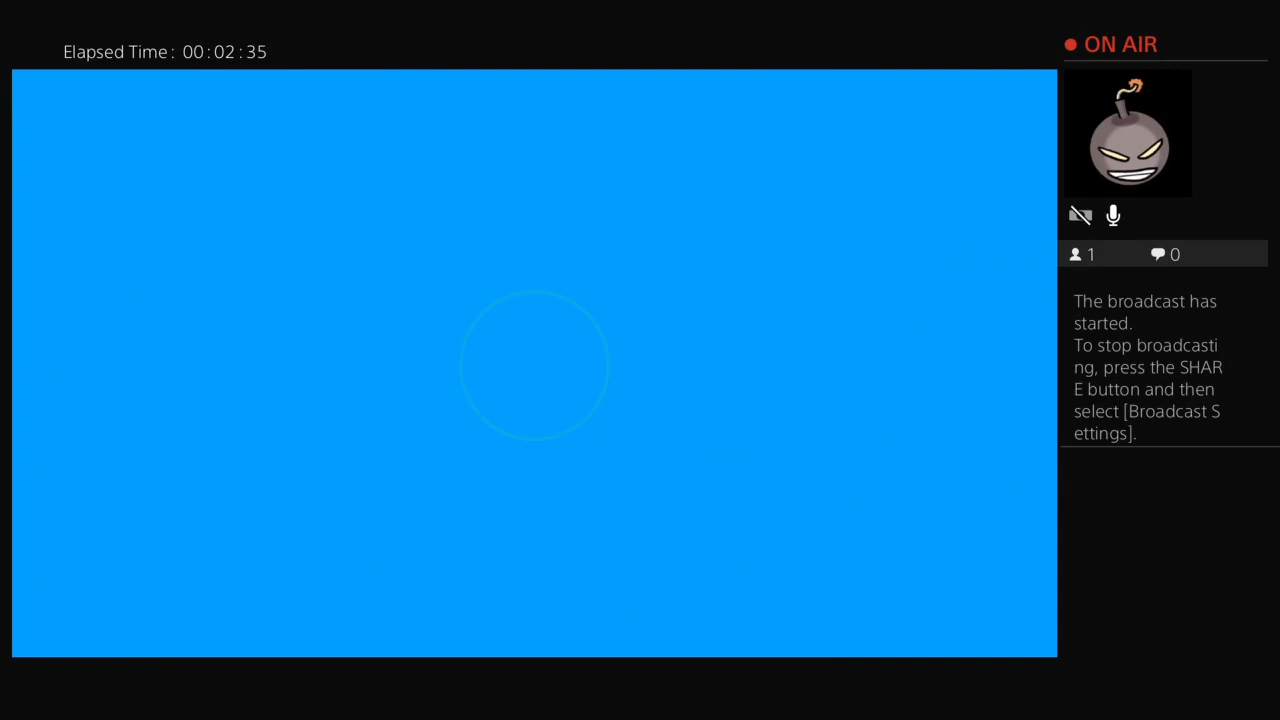 Elapsed Time: 00:02:35
ON AIR
1 0
The broadcast has
started.
To stop broadcasti
ng, press the SHAR
E button and then
select [Broadcast S
ettings].